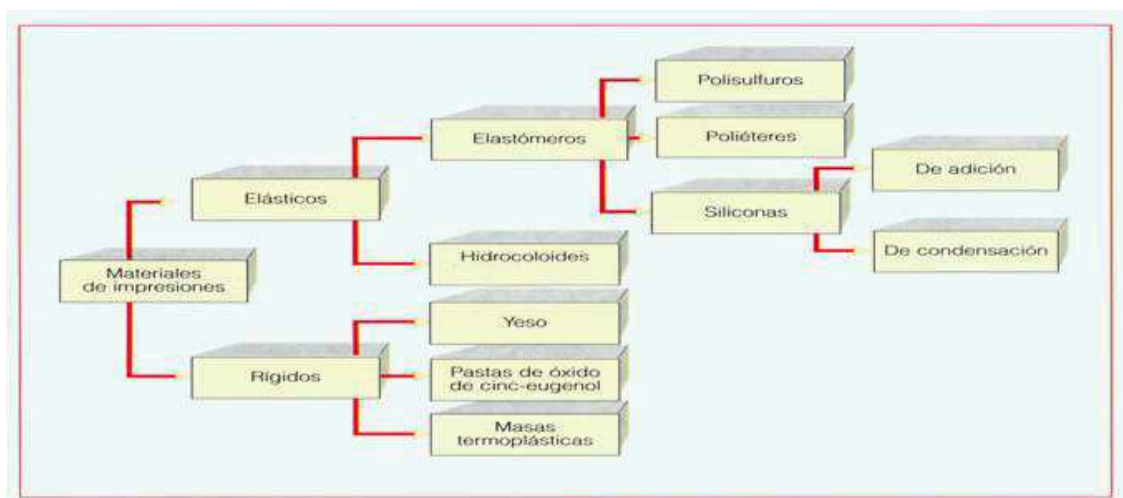 Materiales
de impresiones
Elásticos
Elastómeros
Polisulfuros
Poliéteres
Siliconas
De adición
De condensación
Hidrocoloides
Rígidos
Yeso
Pastas de óxido
de cinc-eugenol
Masas
termoplásticas